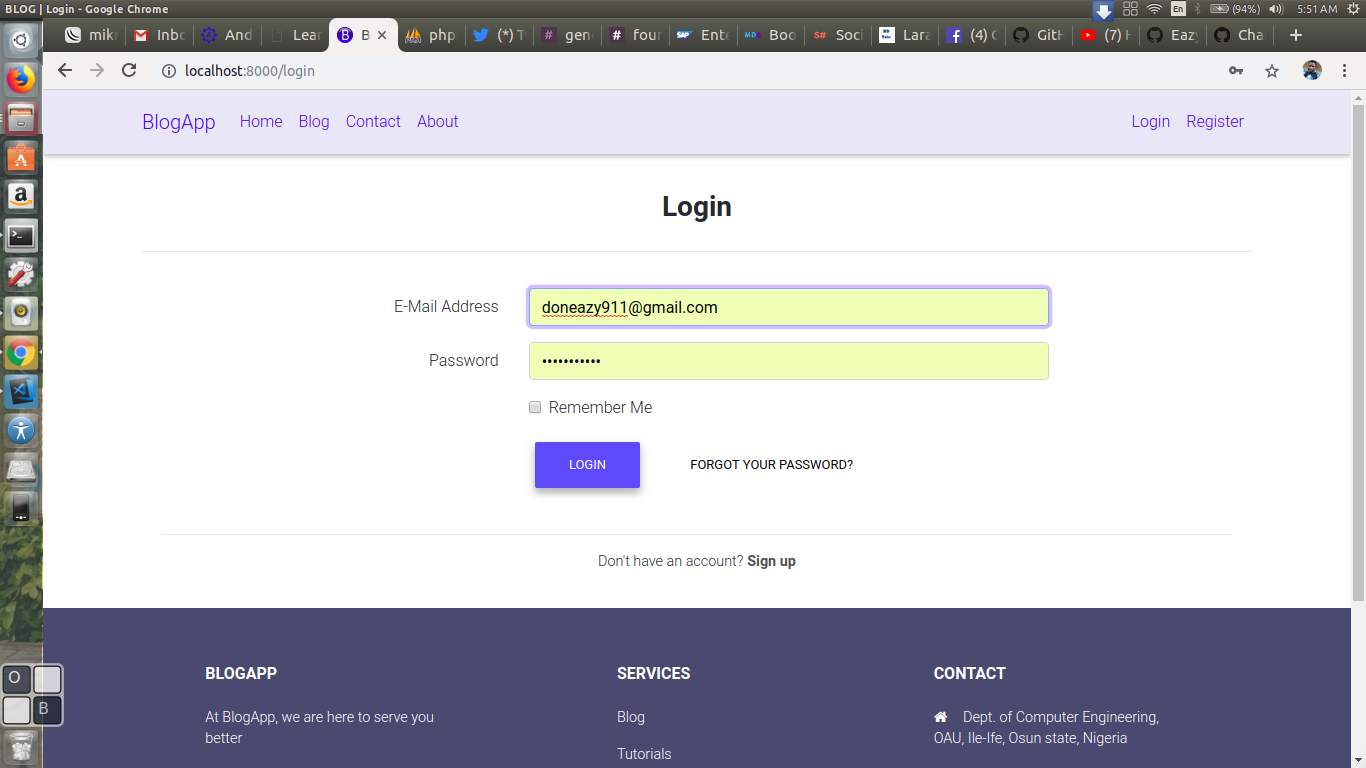 BLOG | Login - Google Chrome
En (94%) 5:51 AM
mikr Inbo And Lear B php (*) T gen four Ente Boo Soci Lara (4) G GitH (7) H Eazy Cha
localhost:8000/login
BlogApp Home Blog Contact About Login Register
Login
E-Mail Address doneazy911@gmail.com
Password
Remember Me
LOGIN FORGOT YOUR PASSWORD?
Don't have an account? Sign up
BLOGAPP SERVICES CONTACT
At BlogApp, we are here to serve you Blog Dept. of Computer Engineering,
better OAU, Ile-Ife, Osun state, Nigeria
Tutorials
O
B